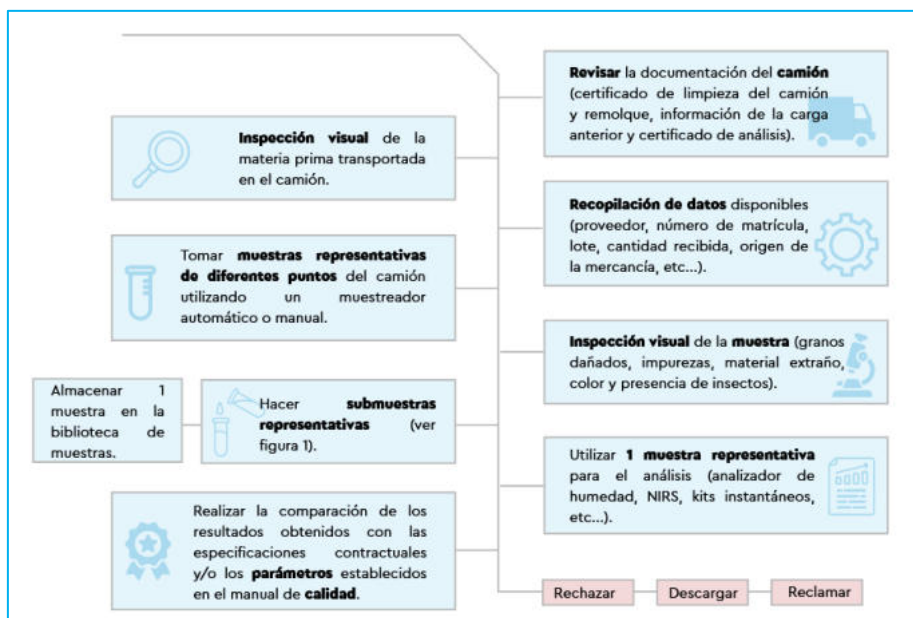 Revisar la documentación del camión
(certificado de limpieza del camión
y remolque, información de la carga
anterior y certificado de análisis).
Inspección visual de la
materia prima transportada
en el camión.
Recopilación de datos disponibles
(proveedor, número de matrícula,
lote, cantidad recibida, origen de
la mercancía, etc...).
Tomar muestras representativas
de diferentes puntos del camión
utilizando un muestreador
automático o manual.
Inspección visual de la muestra (granos
dañados, impurezas, material extraño,
color y presencia de insectos).
Hacer submuestras
representativas (ver
figura 1).
Almacenar 1
muestra en la
biblioteca de
muestras.
Utilizar 1 muestra representativa
para el análisis (analizador de
humedad, NIRS, kits instantáneos,
etc...).
Realizar la comparación de los
resultados obtenidos con las
especificaciones contractuales
y/o los parámetros establecidos
en el manual de calidad.
Rechazar
Descargar
Reclamar